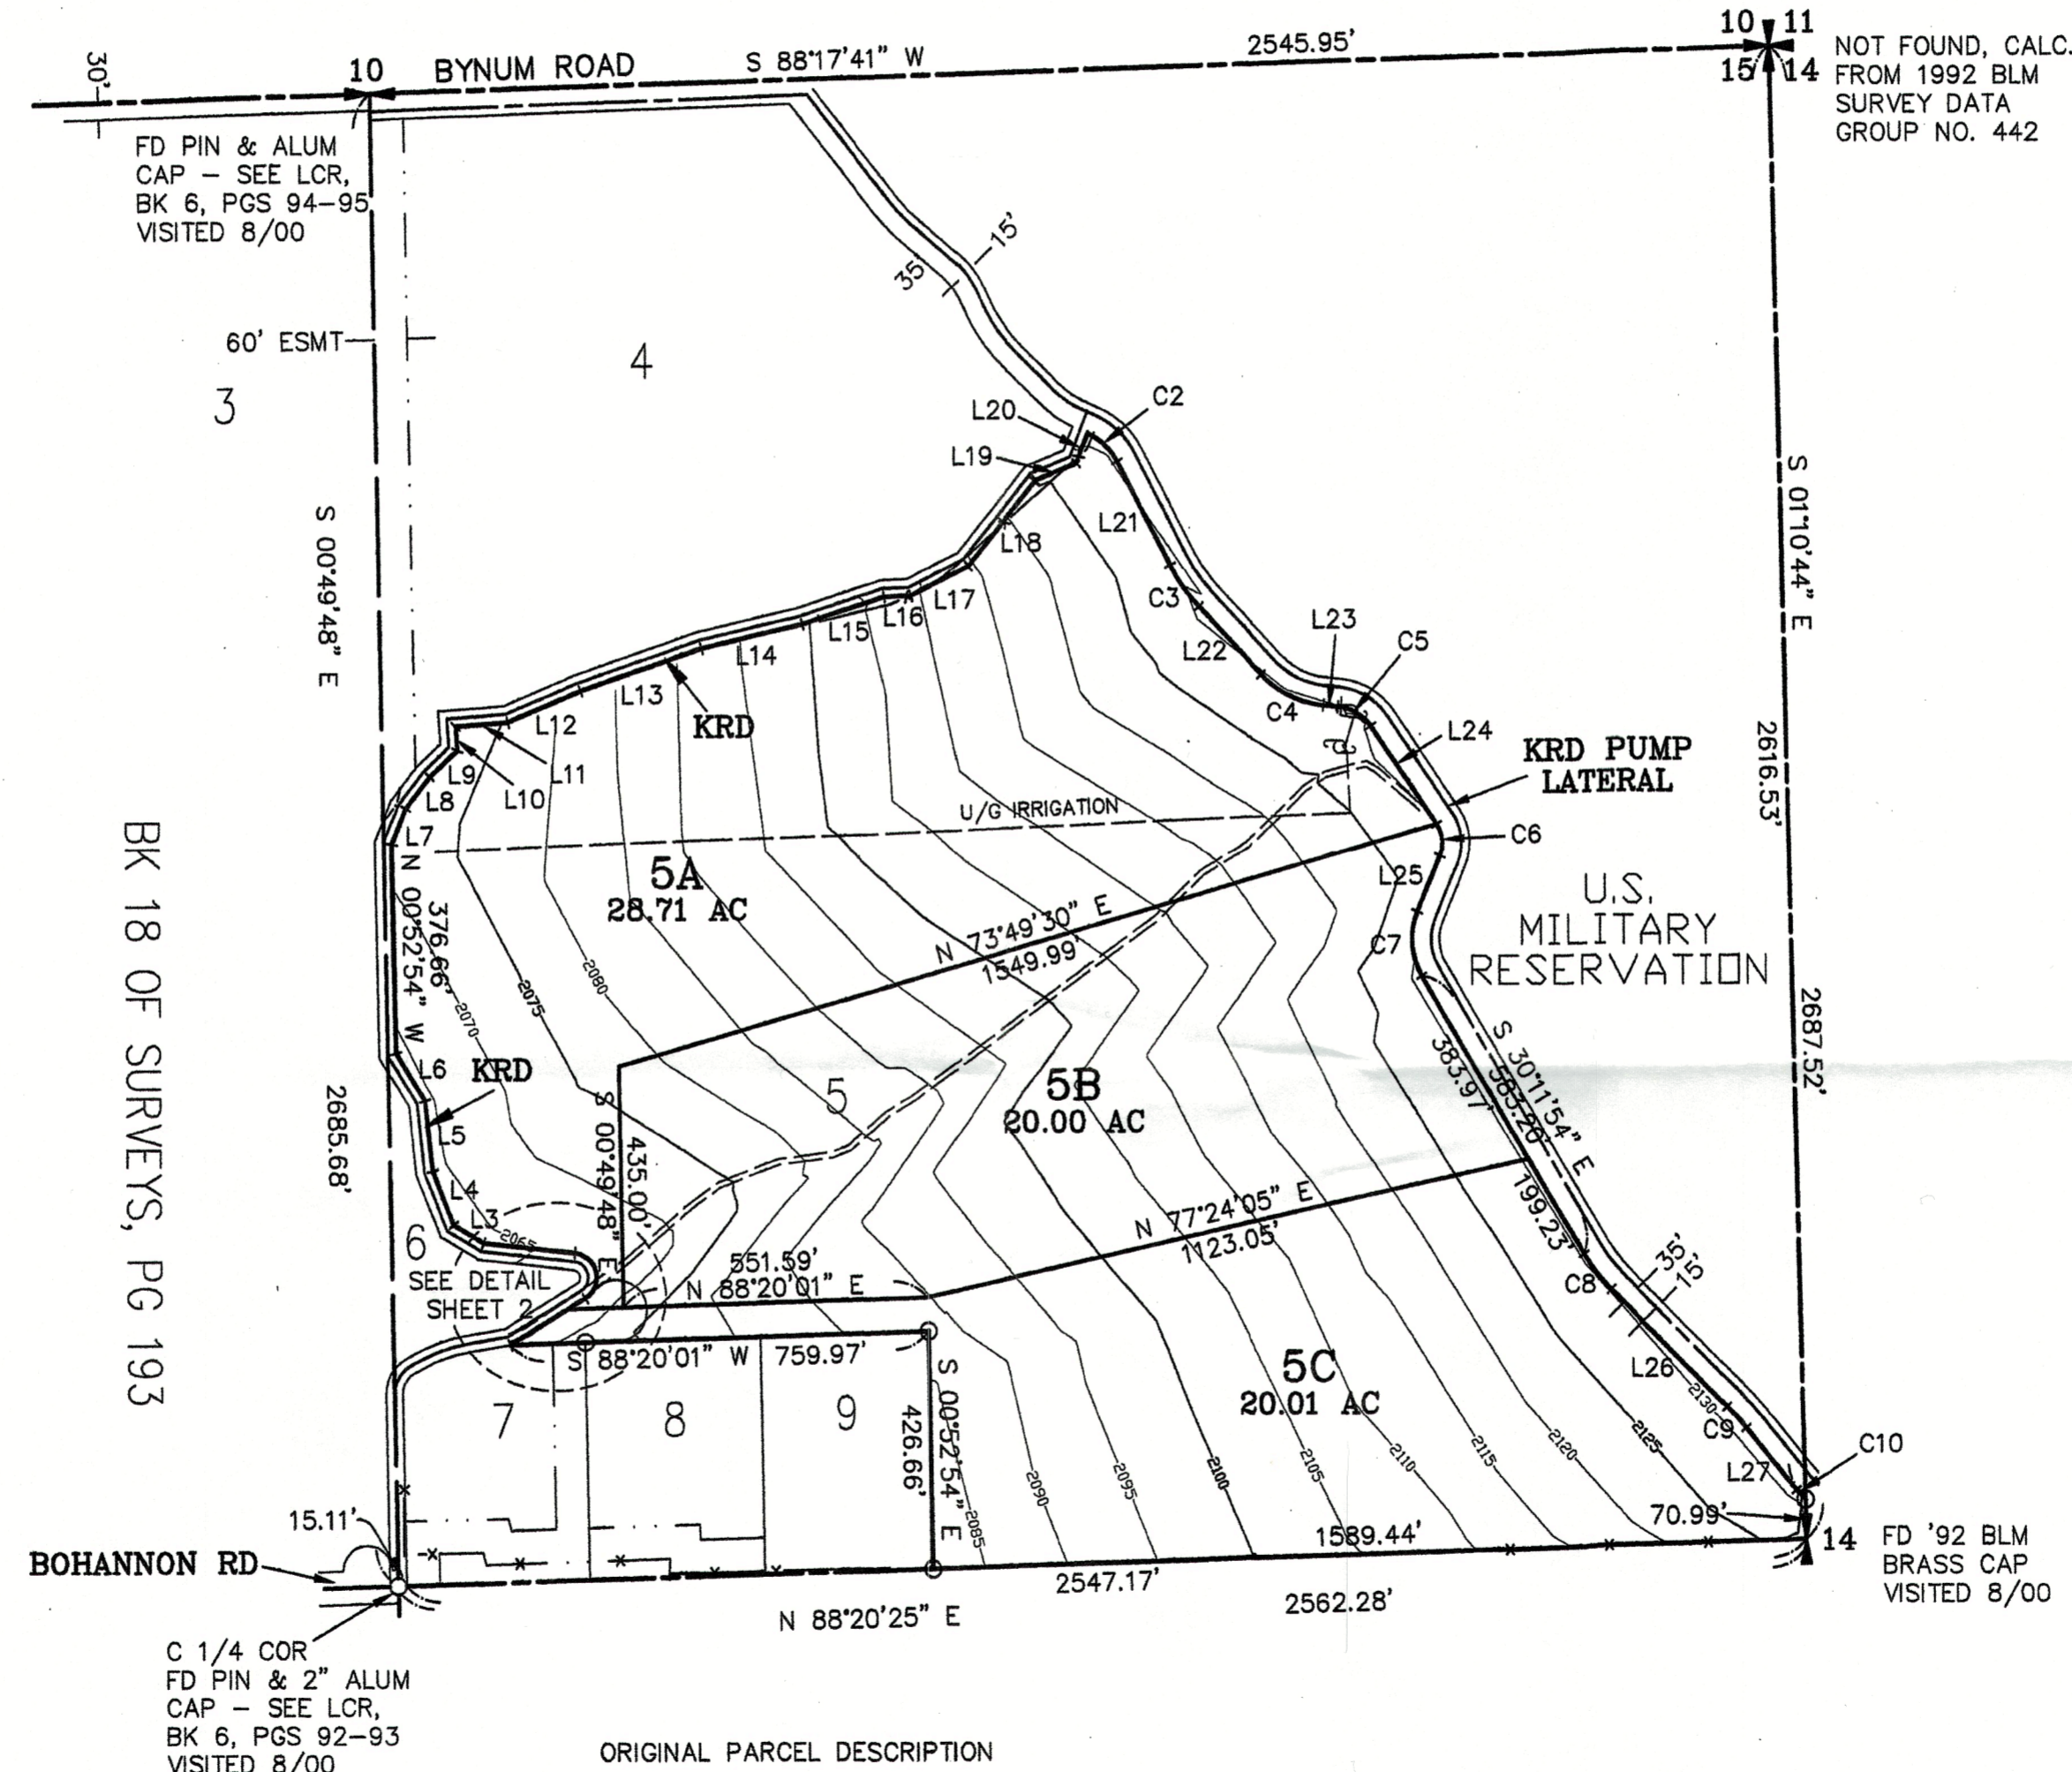 10 11
15 14
NOT FOUND, CALC.
FROM 1992 BLM
SURVEY DATA
GROUP NO. 442
30'
10
BYNUM ROAD
S 88°17'41" W
2545.95'
FD PIN & ALUM
CAP – SEE LCR,
BK 6, PGS 94–95
VISITED 8/00
15'
35'
60' ESMT
3
4
C2
L20
L19
L21
L18
C3
L17
L16
L15
L22
L23
C5
L14
C4
L13
KRD
L12
L24
L11
L9
L10
L8
L7
KRD PUMP
LATERAL
C6
L25
C7
S 00°49'48" E
S 01°10'44" E
2616.53'
2687.52'
U/G IRRIGATION
5A
28.71 AC
U.S.
MILITARY
RESERVATION
N 00°52'54" W
376.66'
N 73°49'30" E
1549.99'
2070
2075
2080
BK 18 OF SURVEYS, PG 193
2685.68'
L6
KRD
L5
L4
L3
2065
6
SEE DETAIL
SHEET 2
S 00°49'48" E
435.00'
5
5B
20.00 AC
S 30°11'54" E
583.20'
383.97'
199.23'
N 77°24'05" E
1123.05'
551.59'
N 88°20'01" E
S 88°20'01" W 759.97'
35'
15'
C8
L26
2130
C9
L27
C10
70.99'
5C
20.01 AC
7
8
9
S 00°52'54" E
426.66'
2085
2090
2095
2100
2105
2110
2115
2120
2125
15.11'
BOHANNON RD
1589.44'
2547.17'
2562.28'
N 88°20'25" E
14
FD '92 BLM
BRASS CAP
VISITED 8/00
C 1/4 COR
FD PIN & 2" ALUM
CAP – SEE LCR,
BK 6, PGS 92–93
VISITED 8/00
ORIGINAL PARCEL DESCRIPTION